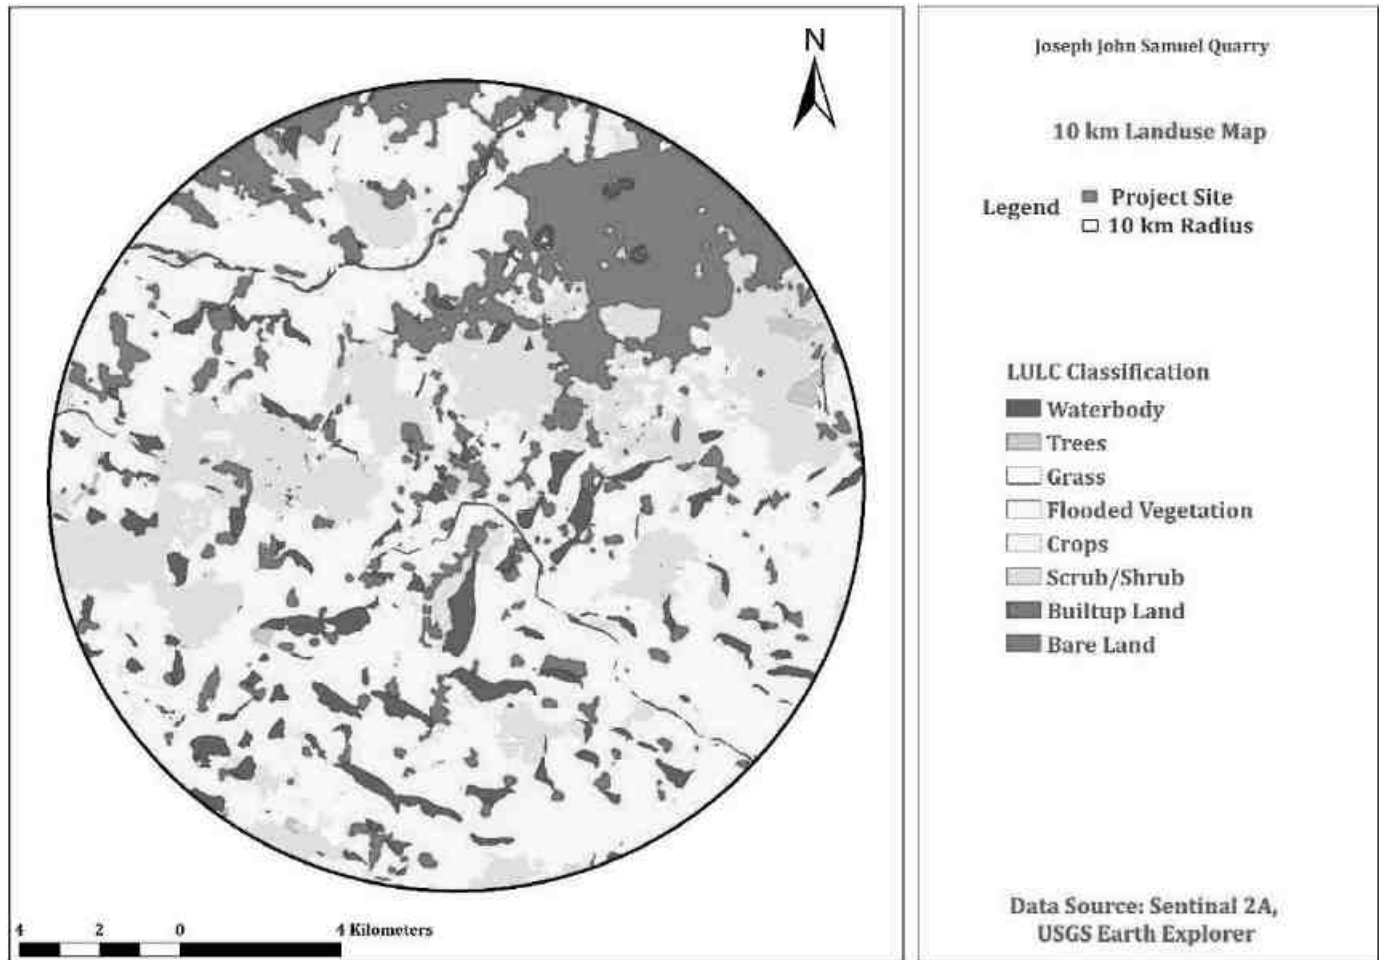 N
4 2 0 4 Kilometers
Joseph John Samuel Quarry
10 km Landuse Map
Legend
Project Site
10 km Radius
LULC Classification
Waterbody
Trees
Grass
Flooded Vegetation
Crops
Scrub/Shrub
Builtup Land
Bare Land
Data Source: Sentinal 2A,
USGS Earth Explorer